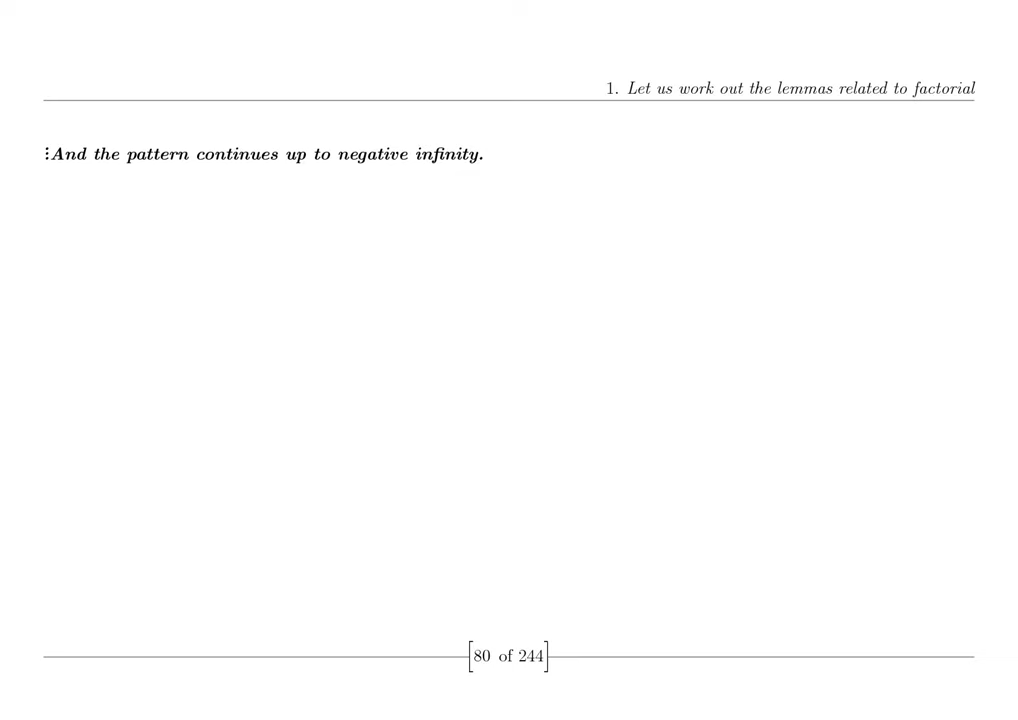 1. Let us work out the lemmas related to factorial
⋮And the pattern continues up to negative infinity.
[80 of 244]